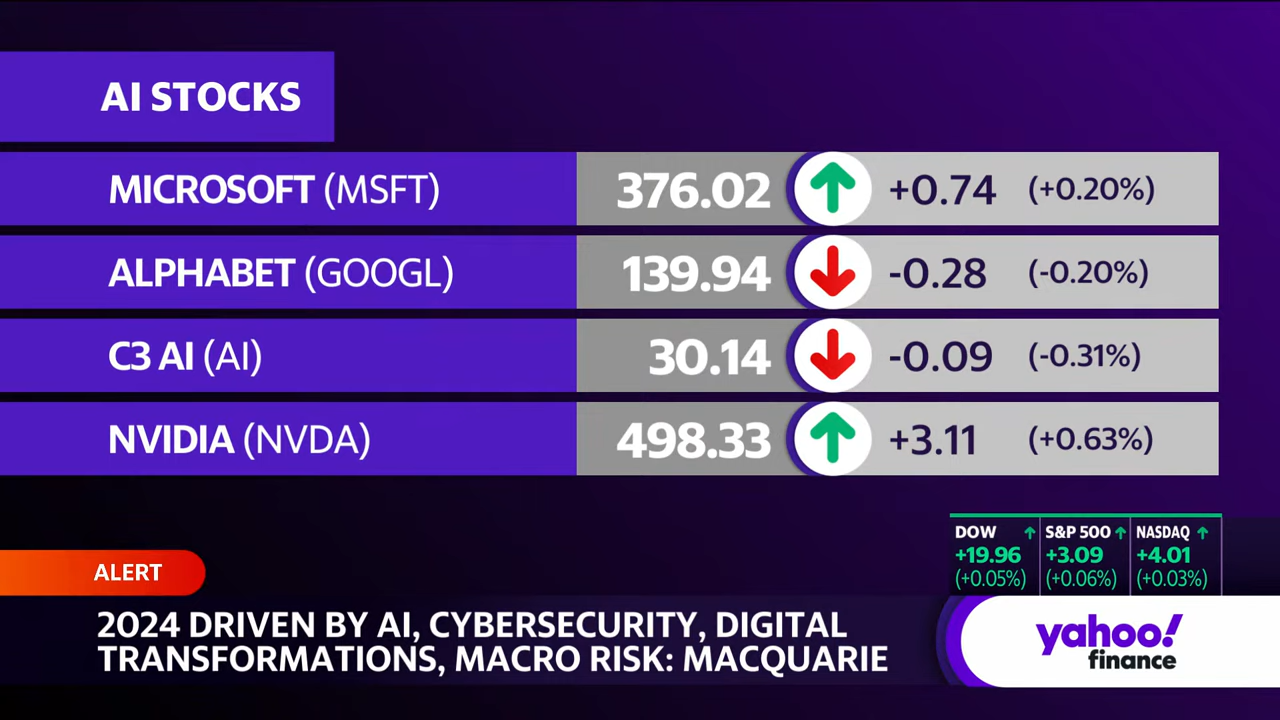 AI STOCKS
MICROSOFT (MSFT) 376.02 +0.74 (+0.20%)
ALPHABET (GOOGL) 139.94 -0.28 (-0.20%)
C3 AI (AI) 30.14 -0.09 (-0.31%)
NVIDIA (NVDA) 498.33 +3.11 (+0.63%)
DOW S&P 500 NASDAQ
+19.96 +3.09 +4.01
(+0.05%) (+0.06%) (+0.03%)
ALERT
2024 DRIVEN BY AI, CYBERSECURITY, DIGITAL
TRANSFORMATIONS, MACRO RISK: MACQUARIE
yahoo!
finance